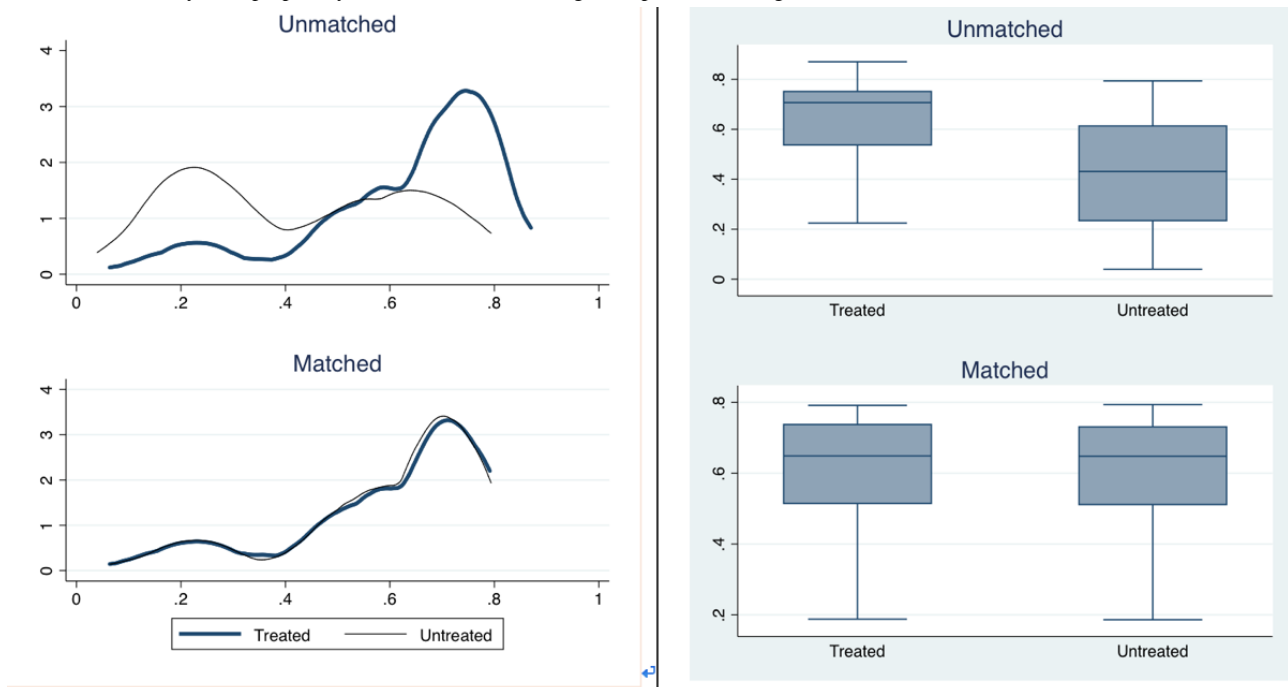 Unmatched
4
3
2
1
0
0 .2 .4 .6 .8 1
Matched
4
3
2
1
0
0 .2 .4 .6 .8 1
Treated Untreated
Unmatched
.8
.6
.4
.2
0
Treated Untreated
Matched
.8
.6
.4
.2
Treated Untreated